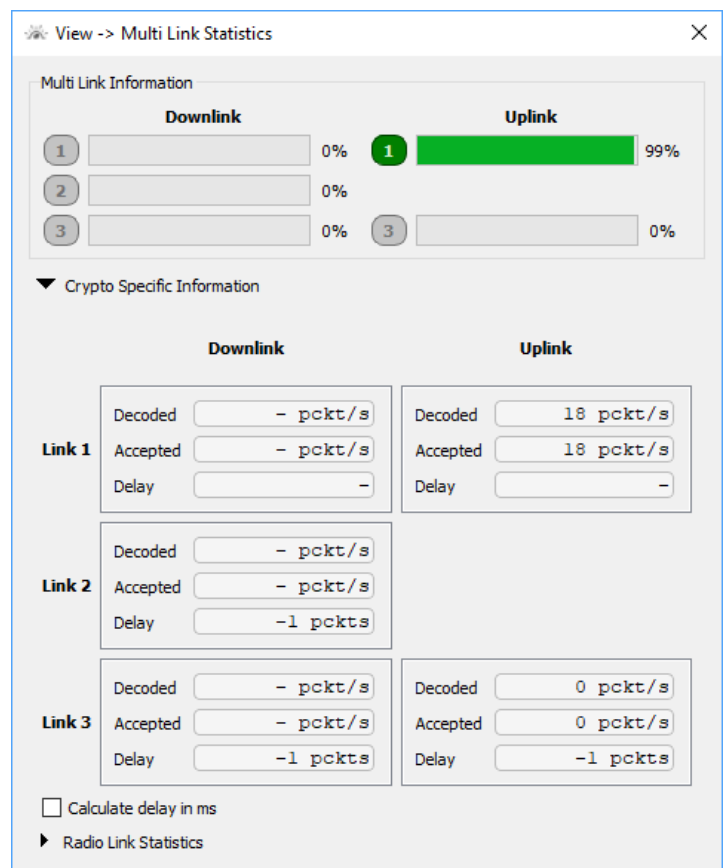 View -> Multi Link Statistics
Multi Link Information
Downlink Uplink
1 0% 1 99%
2 0%
3 0% 3 0%
Crypto Specific Information
Downlink Uplink
Link 1
Decoded - pckt/s Decoded 18 pckt/s
Accepted - pckt/s Accepted 18 pckt/s
Delay - Delay -
Link 2
Decoded - pckt/s
Accepted - pckt/s
Delay -1 pckts
Link 3
Decoded - pckt/s Decoded 0 pckt/s
Accepted - pckt/s Accepted 0 pckt/s
Delay -1 pckts Delay -1 pckts
Calculate delay in ms
Radio Link Statistics